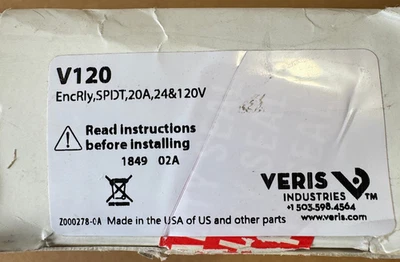 V120
EncRly,SPDT,20A,24&120V
Read instructions
before installing
1849 02A
VERIS
INDUSTRIES™
+1 503.598.4564
www.veris.com
Z000278-0A Made in the USA of US and other parts